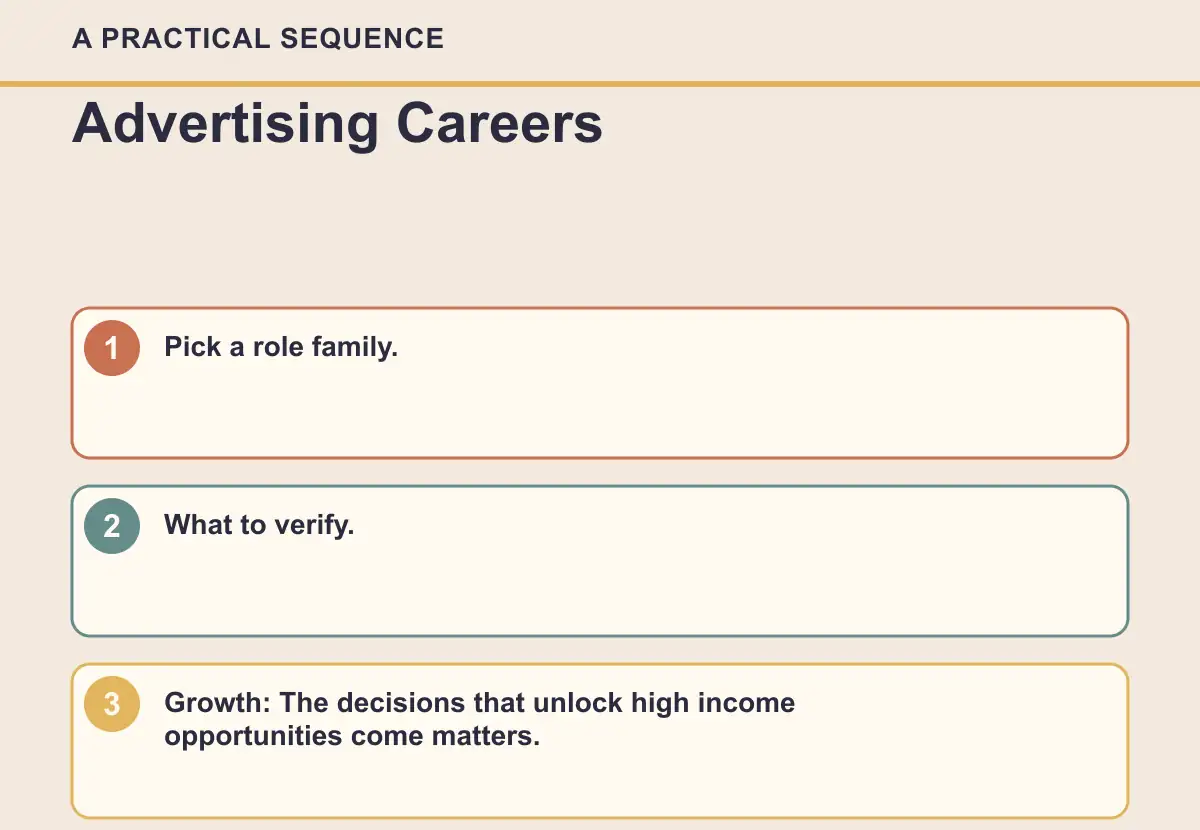 A PRACTICAL SEQUENCE
Advertising Careers
1
Pick a role family.
2
What to verify.
3
Growth: The decisions that unlock high income
opportunities come matters.